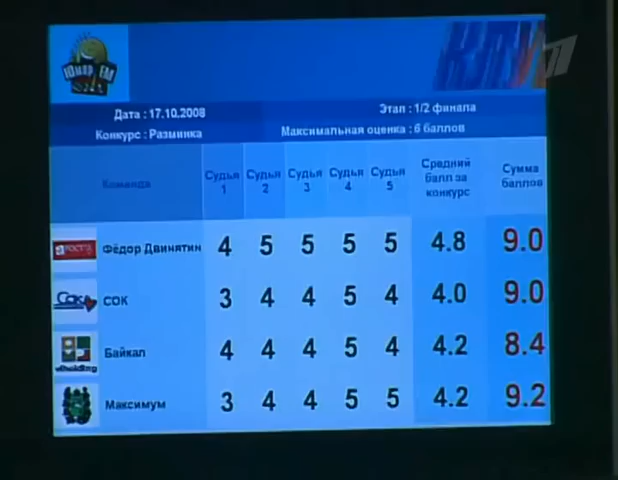 Юмор FM
КВН
Дата : 17.10.2008
Этап : 1/2 финала
Конкурс : Разминка
Максимальная оценка : 6 баллов
Команда Судья 1 Судья 2 Судья 3 Судья 4 Судья 5 Средний балл за конкурс Сумма баллов
Фёдор Двинятин 4 5 5 5 5 4.8 9.0
СОК 3 4 4 5 4 4.0 9.0
Байкал 4 4 4 5 4 4.2 8.4
Максимум 3 4 4 5 5 4.2 9.2